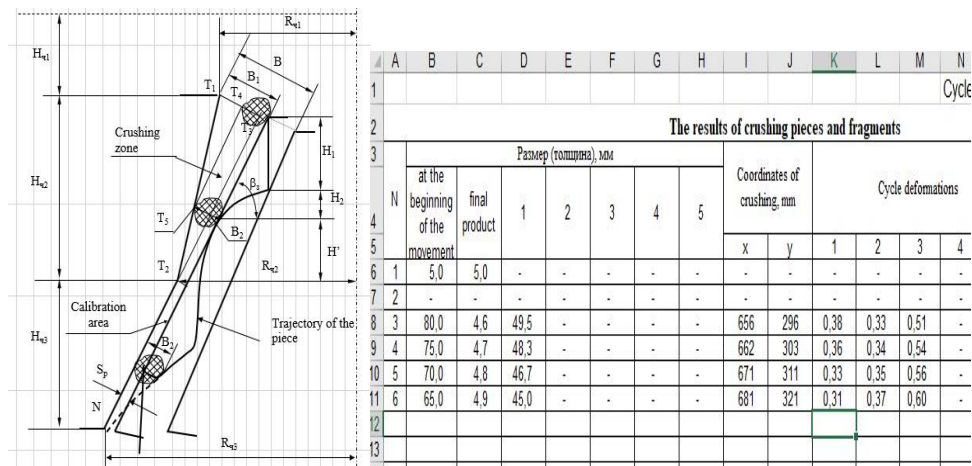 Rч1
Hч1
B
B1
T1
T4
T3
Crushing
zone
H1
Hч2
βз
H2
T5
B2
H'
T2
Rч2
Calibration
area
Trajectory of the
piece
Hч3
B2
Sp
N
Rч3
A B C D E F G H I J K L M N
1 Cycle
2 The results of crushing pieces and fragments
3 N Размер (толщина), мм Coordinates of crushing, mm Cycle deformations
4 at the beginning of the movement final product 1 2 3 4 5
5 x y 1 2 3 4
6 1 5,0 5,0 - - - - - - - - - - -
7 2 - - - - - - - - - - - - -
8 3 80,0 4,6 49,5 - - - - 656 296 0,38 0,33 0,51 -
9 4 75,0 4,7 48,3 - - - - 662 303 0,36 0,34 0,54 -
10 5 70,0 4,8 46,7 - - - - 671 311 0,33 0,35 0,56 -
11 6 65,0 4,9 45,0 - - - - 681 321 0,31 0,37 0,60 -
12
13